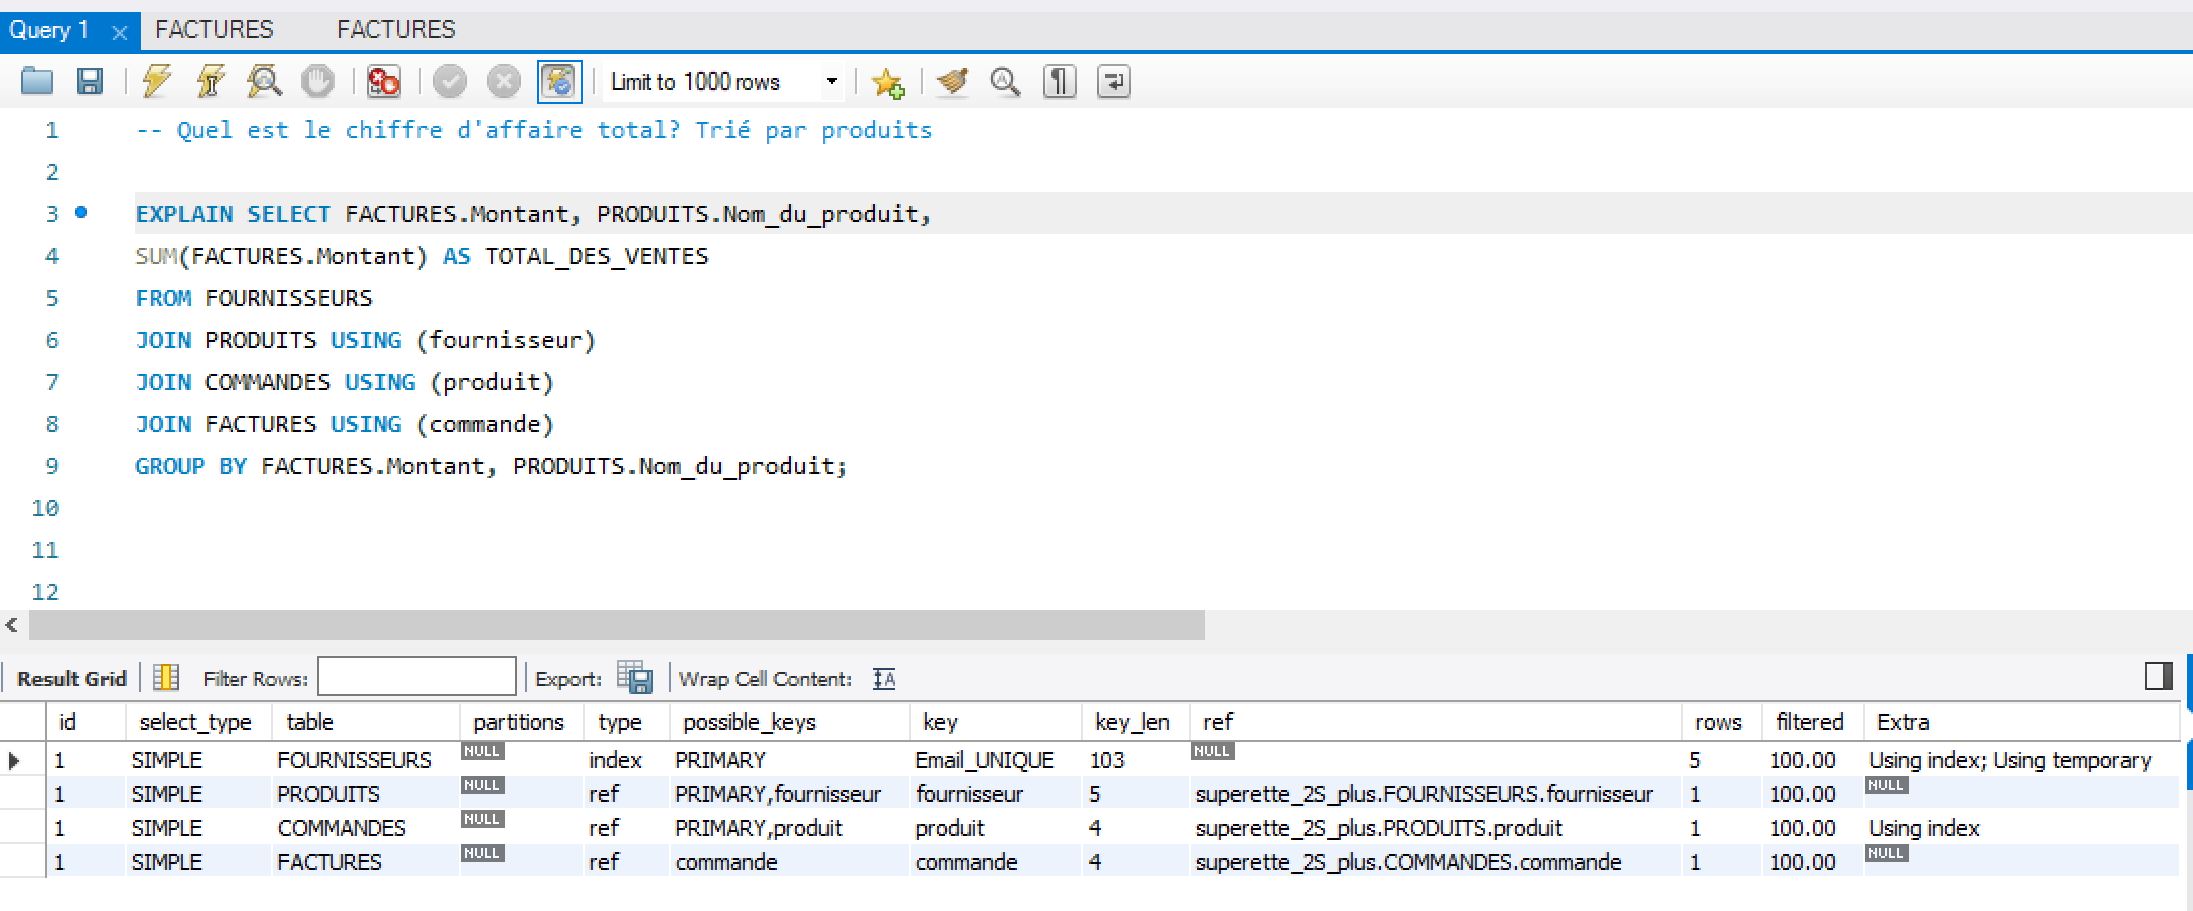 Query 1 × FACTURES FACTURES
Limit to 1000 rows
1 -- Quel est le chiffre d'affaire total? Trié par produits
2
3 EXPLAIN SELECT FACTURES.Montant, PRODUITS.Nom_du_produit,
4 SUM(FACTURES.Montant) AS TOTAL_DES_VENTES
5 FROM FOURNISSEURS
6 JOIN PRODUITS USING (fournisseur)
7 JOIN COMMANDES USING (produit)
8 JOIN FACTURES USING (commande)
9 GROUP BY FACTURES.Montant, PRODUITS.Nom_du_produit;
10
11
12
Result Grid Filter Rows: Export: Wrap Cell Content:
id select_type table partitions type possible_keys key key_len ref rows filtered Extra
1 SIMPLE FOURNISSEURS NULL index PRIMARY Email_UNIQUE 103 NULL 5 100.00 Using index; Using temporary
1 SIMPLE PRODUITS NULL ref PRIMARY,fournisseur fournisseur 5 superette_2S_plus.FOURNISSEURS.fournisseur 1 100.00 NULL
1 SIMPLE COMMANDES NULL ref PRIMARY,produit produit 4 superette_2S_plus.PRODUITS.produit 1 100.00 Using index
1 SIMPLE FACTURES NULL ref commande commande 4 superette_2S_plus.COMMANDES.commande 1 100.00 NULL